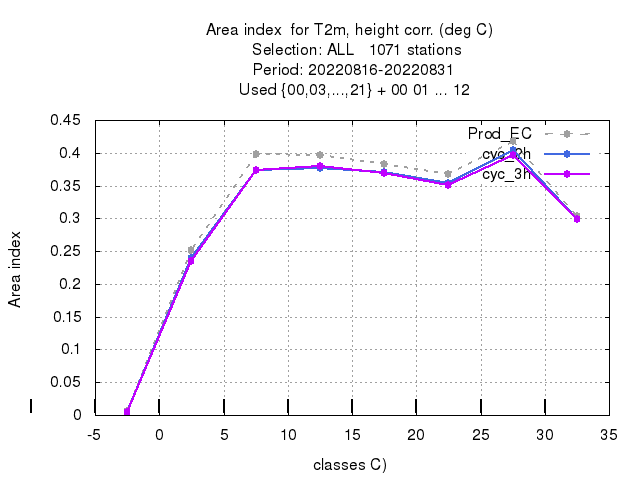 Area index  for T2m, height corr. (deg C)
Selection: ALL   1071 stations
Period: 20220816-20220831
Used {00,03,...,21} + 00 01 ... 12
Prod_EC
cyc_2h
cyc_3h
0.45
0.4
0.35
0.3
0.25
0.2
0.15
0.1
0.05
0
Area index
-5 0 5 10 15 20 25 30 35
classes C)